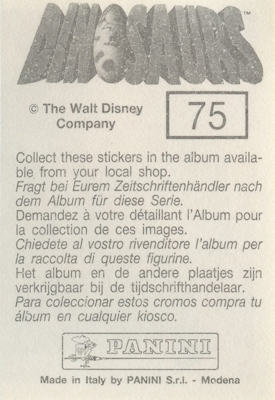 DINOSAURS™
© The Walt Disney
Company
75
Collect these stickers in the album availa-
ble from your local shop.
Fragt bei Eurem Zeitschriftenhändler nach
dem Album für diese Serie.
Demandez à votre détaillant l'Album pour
la collection de ces images.
Chiedete al vostro rivenditore l'album per
la raccolta di queste figurine.
Het album en de andere plaatjes zijn
verkrijgbaar bij de tijdschrifthandelaar.
Para coleccionar estos cromos compra tu
álbum en cualquier kiosco.
PANINI
Made in Italy by PANINI S.r.l. - Modena